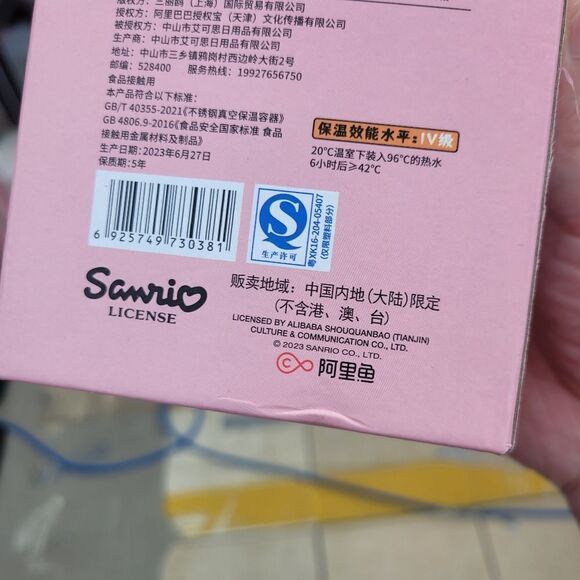 版权方：三丽鸥（上海）国际贸易有限公司
授权方：阿里巴巴授权宝（天津）文化传播有限公司
被授权方：中山市艾可思日用品有限公司
生产商：中山市艾可思日用品有限公司
地址：中山市三乡镇鸦岗村西边岭大街2号
邮编：528400 服务热线：19927656750
食品接触用
本产品符合以下标准：
GB/T 40355-2021《不锈钢真空保温容器》
GB 4806.9-2016《食品安全国家标准 食品
接触用金属材料及制品》
生产日期：2023年6月27日
保质期：5年
保温效能水平：IV级
20°C温室下装入96°C的热水
6小时后≥42°C
6 925749 730381
生产许可
粤XK16-204-05407
（仅限塑料部分）
Sanrio
LICENSE
贩卖地域：中国内地（大陆）限定
（不含港、澳、台）
LICENSED BY ALIBABA SHOUQUANBAO (TIANJIN)
CULTURE & COMMUNICATION CO., LTD.
© 2023 SANRIO CO., LTD.
阿里鱼